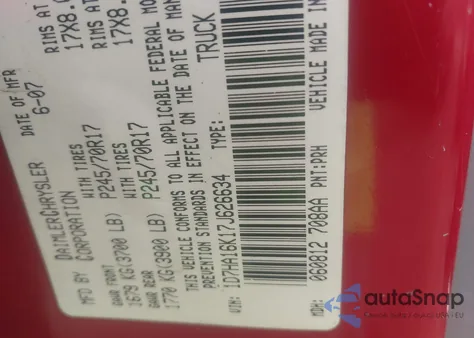 MFD BY DAIMLERCHRYSLER CORPORATION
DATE OF MFR 6-07
GAWR FRONT WITH TIRES RIMS AT
1679 KG(3700 LB) P245/70R17 17X8.
GAWR REAR WITH TIRES RIMS AT
1770 KG(3900 LB) P245/70R17 17X8.
THIS VEHICLE CONFORMS TO ALL APPLICABLE FEDERAL MO
PREVENTION STANDARDS IN EFFECT ON THE DATE OF MAN
VIN: 1D7HA16K17J626634 TYPE: TRUCK
MDH: 060812 708AA PNT:PRH VEHICLE MADE IN
autoSnap